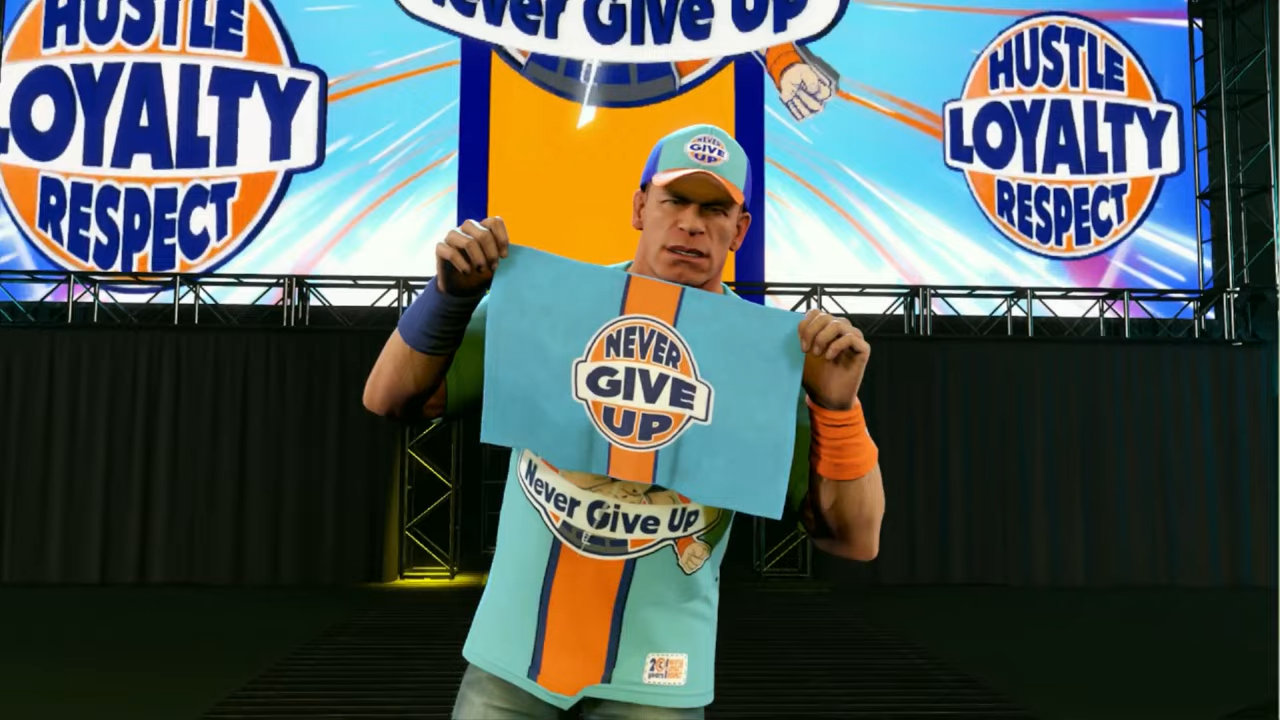 HUSTLE
LOYALTY
RESPECT
Never Give Up
HUSTLE
LOYALTY
RESPECT
NEVER
GIVE
UP
NEVER
GIVE
UP
Never Give Up